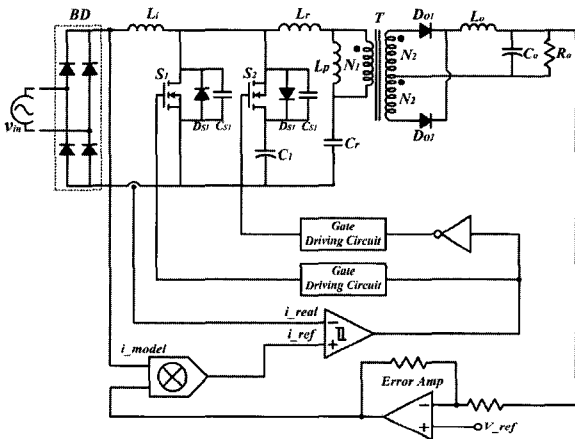 BD
Li
Lr
T
Do1
Lo
S1
S2
Lp
N1
N2
N2
Co
Ro
vin
DS1
CS1
DS1
CS1
C1
Cr
Do1
Gate
Driving Circuit
Gate
Driving Circuit
i_real
i_ref
i_model
Error Amp
V_ref